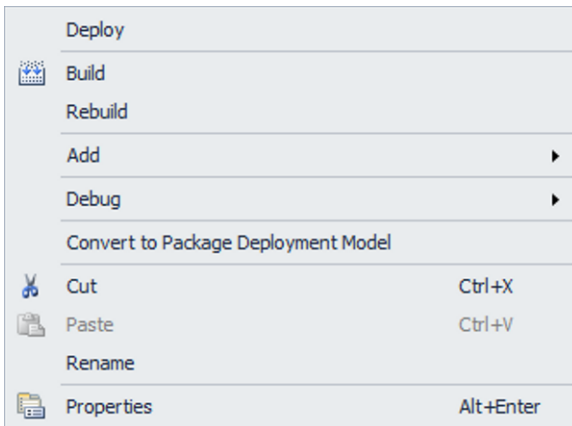 Deploy
Build
Rebuild
Add
Debug
Convert to Package Deployment Model
Cut Ctrl+X
Paste Ctrl+V
Rename
Properties Alt+Enter